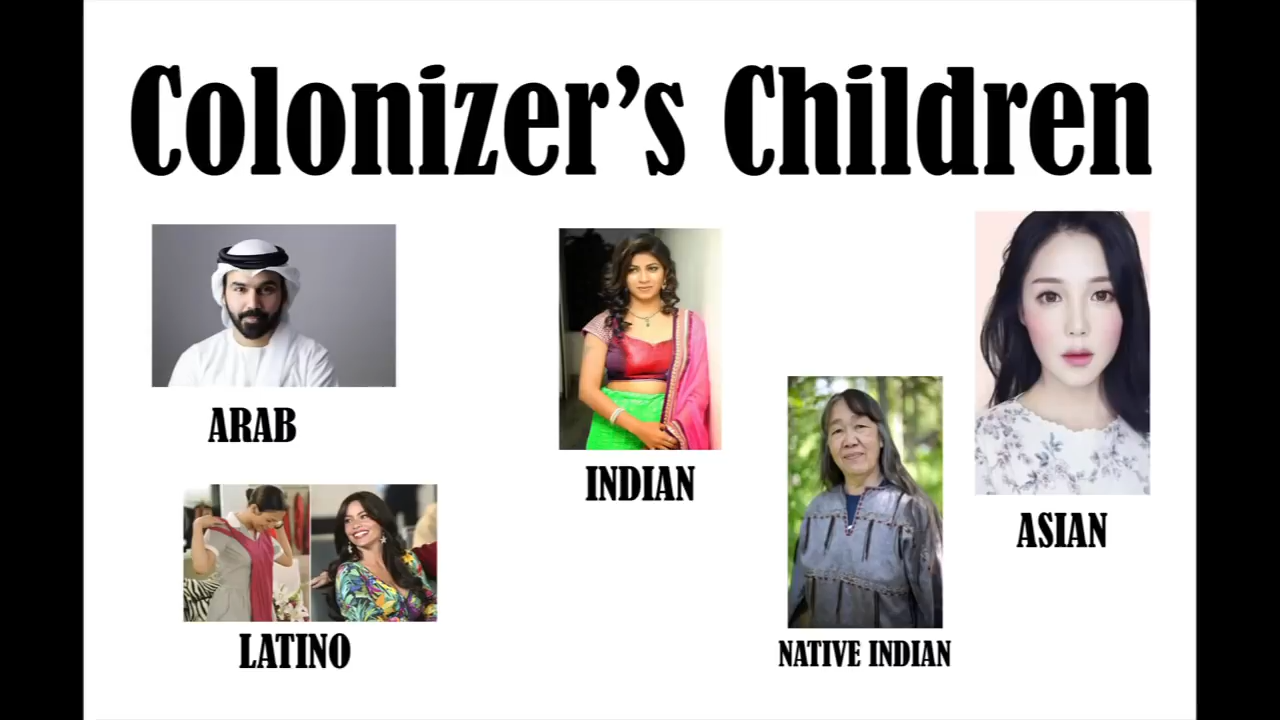 Colonizer's Children
ARAB
INDIAN
ASIAN
LATINO
NATIVE INDIAN